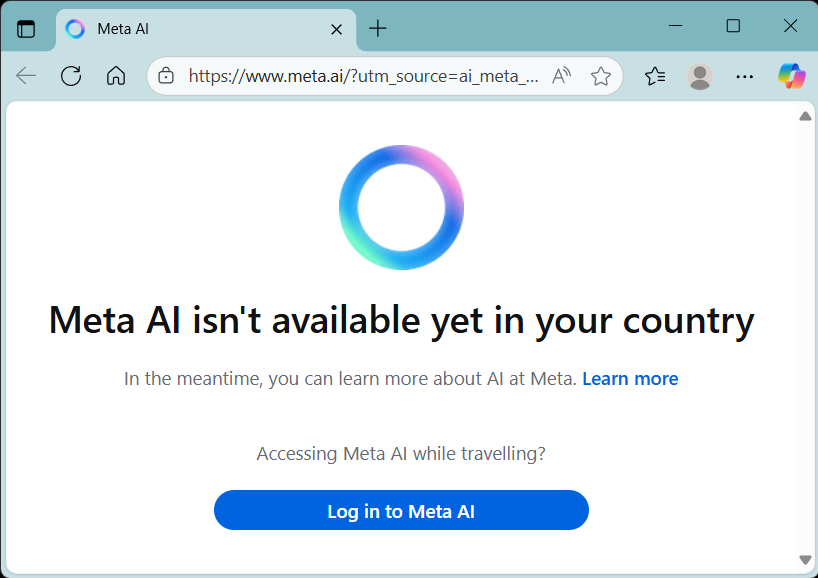 Meta AI
https://www.meta.ai/?utm_source=ai_meta_...
Meta AI isn't available yet in your country
In the meantime, you can learn more about AI at Meta. Learn more
Accessing Meta AI while travelling?
Log in to Meta AI